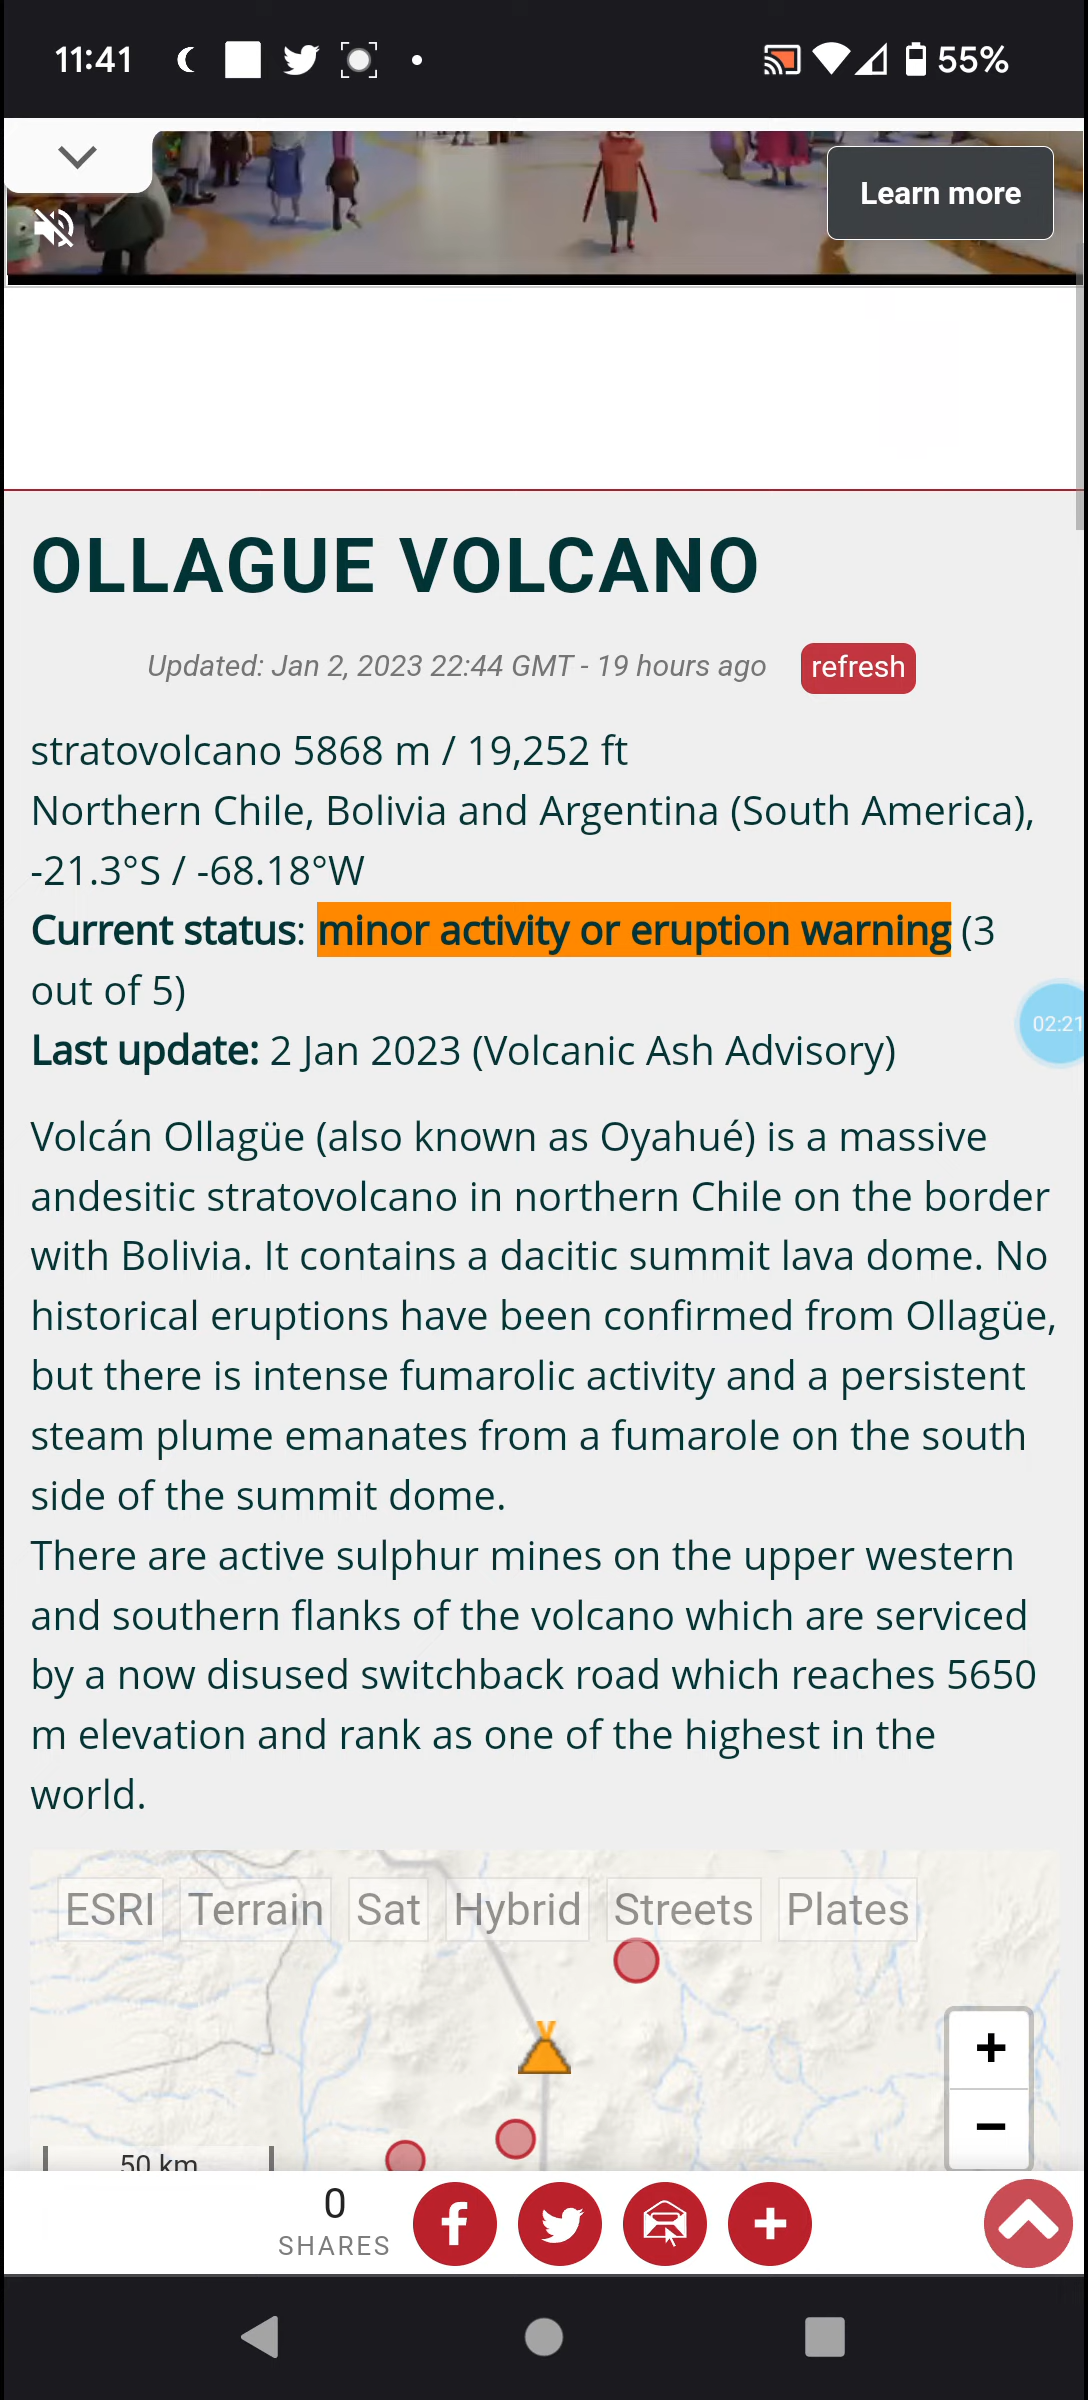 11:41
55%
Learn more
OLLAGUE VOLCANO
Updated: Jan 2, 2023 22:44 GMT - 19 hours ago
refresh
stratovolcano 5868 m / 19,252 ft
Northern Chile, Bolivia and Argentina (South America),
-21.3°S / -68.18°W
Current status: minor activity or eruption warning (3
out of 5)
02:21
Last update: 2 Jan 2023 (Volcanic Ash Advisory)
Volcán Ollagüe (also known as Oyahué) is a massive
andesitic stratovolcano in northern Chile on the border
with Bolivia. It contains a dacitic summit lava dome. No
historical eruptions have been confirmed from Ollagüe,
but there is intense fumarolic activity and a persistent
steam plume emanates from a fumarole on the south
side of the summit dome.
There are active sulphur mines on the upper western
and southern flanks of the volcano which are serviced
by a now disused switchback road which reaches 5650
m elevation and rank as one of the highest in the
world.
ESRI Terrain Sat Hybrid Streets Plates
+
−
50 km
0
SHARES